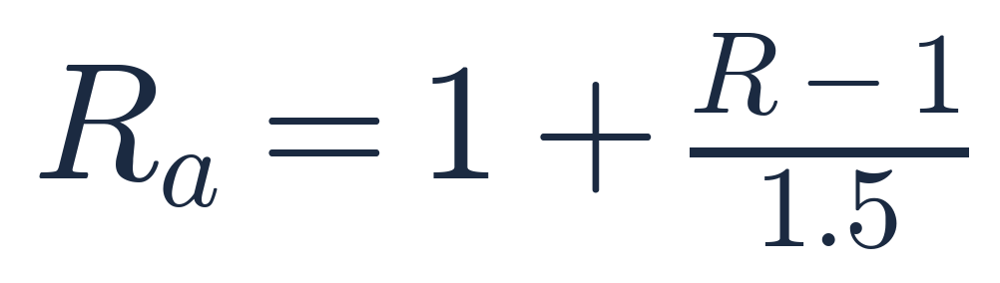 R_a = 1 + \frac{R - 1}{1.5}